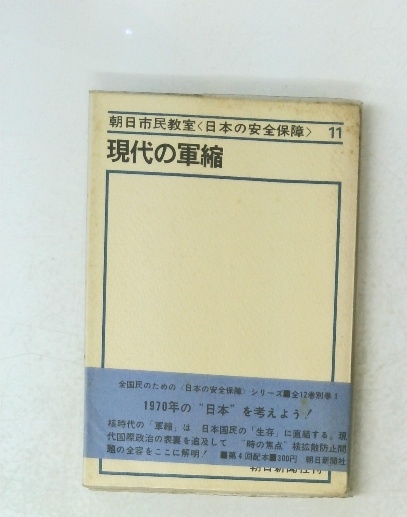 朝日市民教室〈日本の安全保障〉 11
現代の軍縮
全国民のための〈日本の安全保障〉シリーズ■全12巻別巻1
1970年の“日本”を考えよう!
核時代の「軍縮」は 日本国民の「生存」に直結する。現
代国際政治の表裏を追及して “時の焦点”核拡散防止問
題の全容をここに解明! ■第4回配本■300円 朝日新聞社
朝日新聞社刊